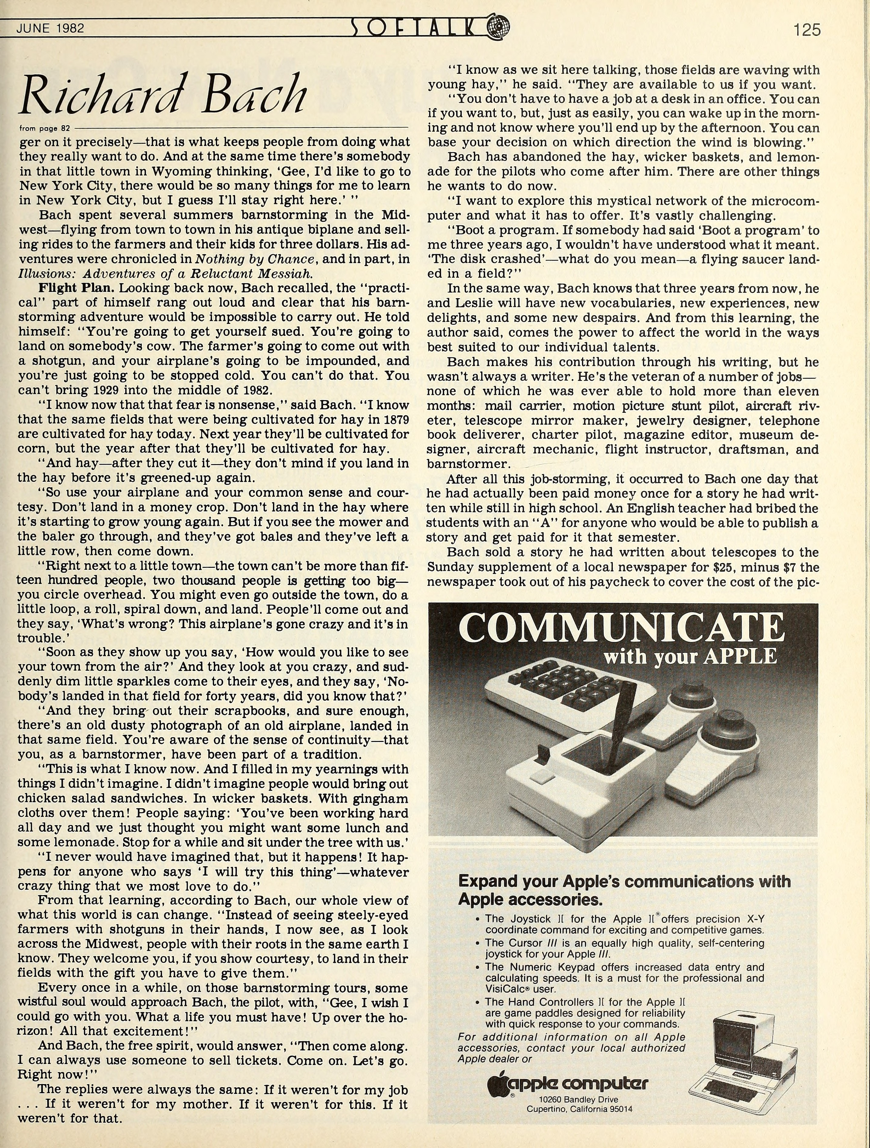 JUNE 1982
SOFTALK
125
Richard Bach
from page 82
ger on it precisely—that is what keeps people from doing what
they really want to do. And at the same time there's somebody
in that little town in Wyoming thinking, 'Gee, I'd like to go to
New York City, there would be so many things for me to learn
in New York City, but I guess I'll stay right here.' ''
Bach spent several summers barnstorming in the Mid-
west—flying from town to town in his antique biplane and sell-
ing rides to the farmers and their kids for three dollars. His ad-
ventures were chronicled in Nothing by Chance, and in part, in
Illusions: Adventures of a Reluctant Messiah.
Flight Plan. Looking back now, Bach recalled, the ''practi-
cal'' part of himself rang out loud and clear that his barn-
storming adventure would be impossible to carry out. He told
himself: ''You're going to get yourself sued. You're going to
land on somebody's cow. The farmer's going to come out with
a shotgun, and your airplane's going to be impounded, and
you're just going to be stopped cold. You can't do that. You
can't bring 1929 into the middle of 1982.
''I know now that that fear is nonsense,'' said Bach. ''I know
that the same fields that were being cultivated for hay in 1879
are cultivated for hay today. Next year they'll be cultivated for
corn, but the year after that they'll be cultivated for hay.
''And hay—after they cut it—they don't mind if you land in
the hay before it's greened-up again.
''So use your airplane and your common sense and cour-
tesy. Don't land in a money crop. Don't land in the hay where
it's starting to grow young again. But if you see the mower and
the baler go through, and they've got bales and they've left a
little row, then come down.
''Right next to a little town—the town can't be more than fif-
teen hundred people, two thousand people is getting too big—
you circle overhead. You might even go outside the town, do a
little loop, a roll, spiral down, and land. People'll come out and
they say, 'What's wrong? This airplane's gone crazy and it's in
trouble.'
''Soon as they show up you say, 'How would you like to see
your town from the air?' And they look at you crazy, and sud-
denly dim little sparkles come to their eyes, and they say, 'No-
body's landed in that field for forty years, did you know that?'
''And they bring out their scrapbooks, and sure enough,
there's an old dusty photograph of an old airplane, landed in
that same field. You're aware of the sense of continuity—that
you, as a barnstormer, have been part of a tradition.
''This is what I know now. And I filled in my yearnings with
things I didn't imagine. I didn't imagine people would bring out
chicken salad sandwiches. In wicker baskets. With gingham
cloths over them! People saying: 'You've been working hard
all day and we just thought you might want some lunch and
some lemonade. Stop for a while and sit under the tree with us.'
''I never would have imagined that, but it happens! It hap-
pens for anyone who says 'I will try this thing'—whatever
crazy thing that we most love to do.''
From that learning, according to Bach, our whole view of
what this world is can change. ''Instead of seeing steely-eyed
farmers with shotguns in their hands, I now see, as I look
across the Midwest, people with their roots in the same earth I
know. They welcome you, if you show courtesy, to land in their
fields with the gift you have to give them.''
Every once in a while, on those barnstorming tours, some
wistful soul would approach Bach, the pilot, with, ''Gee, I wish I
could go with you. What a life you must have! Up over the ho-
rizon! All that excitement!''
And Bach, the free spirit, would answer, ''Then come along.
I can always use someone to sell tickets. Come on. Let's go.
Right now!''
The replies were always the same: If it weren't for my job
. . . If it weren't for my mother. If it weren't for this. If it
weren't for that.
''I know as we sit here talking, those fields are waving with
young hay,'' he said. ''They are available to us if you want.
''You don't have to have a job at a desk in an office. You can
if you want to, but, just as easily, you can wake up in the morn-
ing and not know where you'll end up by the afternoon. You can
base your decision on which direction the wind is blowing.''
Bach has abandoned the hay, wicker baskets, and lemon-
ade for the pilots who come after him. There are other things
he wants to do now.
''I want to explore this mystical network of the microcom-
puter and what it has to offer. It's vastly challenging.
''Boot a program. If somebody had said 'Boot a program' to
me three years ago, I wouldn't have understood what it meant.
'The disk crashed'—what do you mean—a flying saucer land-
ed in a field?''
In the same way, Bach knows that three years from now, he
and Leslie will have new vocabularies, new experiences, new
delights, and some new despairs. And from this learning, the
author said, comes the power to affect the world in the ways
best suited to our individual talents.
Bach makes his contribution through his writing, but he
wasn't always a writer. He's the veteran of a number of jobs—
none of which he was ever able to hold more than eleven
months: mail carrier, motion picture stunt pilot, aircraft riv-
eter, telescope mirror maker, jewelry designer, telephone
book deliverer, charter pilot, magazine editor, museum de-
signer, aircraft mechanic, flight instructor, draftsman, and
barnstormer.
After all this job-storming, it occurred to Bach one day that
he had actually been paid money once for a story he had writ-
ten while still in high school. An English teacher had bribed the
students with an ''A'' for anyone who would be able to publish a
story and get paid for it that semester.
Bach sold a story he had written about telescopes to the
Sunday supplement of a local newspaper for $25, minus $7 the
newspaper took out of his paycheck to cover the cost of the pic-
COMMUNICATE
with your APPLE
Expand your Apple's communications with
Apple accessories.
• The Joystick ][ for the Apple ][® offers precision X-Y
coordinate command for exciting and competitive games.
• The Cursor /// is an equally high quality, self-centering
joystick for your Apple ///.
• The Numeric Keypad offers increased data entry and
calculating speeds. It is a must for the professional and
VisiCalc® user.
• The Hand Controllers ][ for the Apple ][
are game paddles designed for reliability
with quick response to your commands.
For additional information on all Apple
accessories, contact your local authorized
Apple dealer or
apple computer
®
10260 Bandley Drive
Cupertino, California 95014